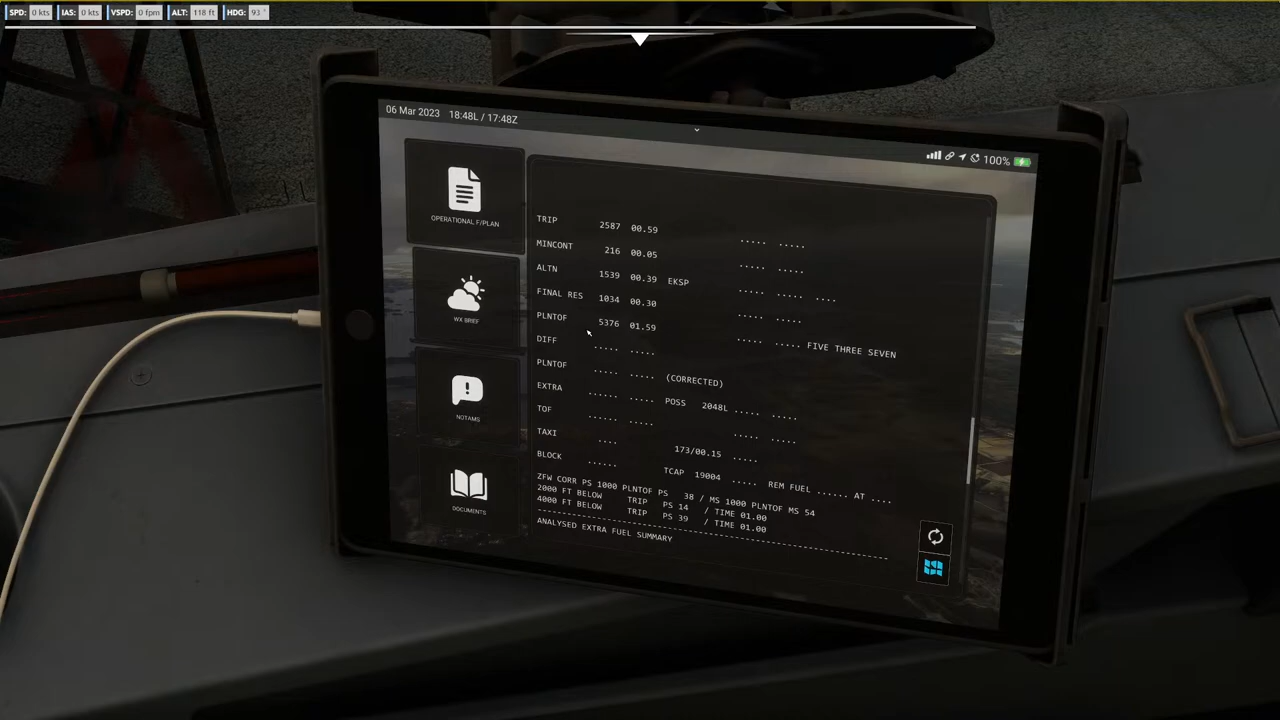 SPD: 0 kts IAS: 0 kts VSPD: 0 fpm ALT: 118 ft HDG: 93 °
06 Mar 2023 18:48L / 17:48Z
100%
OPERATIONAL F/PLAN
WX BRIEF
NOTAMS
DOCUMENTS
TRIP 2587 00.59 ..... .....
MINCONT 216 00.05 ..... .....
ALTN 1539 00.39 EKSP ..... ..... ....
FINAL RES 1034 00.30 ..... .....
PLNTOF 5376 01.59 ..... ..... FIVE THREE SEVEN
DIFF ..... .....
PLNTOF ..... ..... (CORRECTED)
EXTRA ...... ..... POSS 2048L ..... .....
TOF ...... ..... ..... .....
TAXI .... 173/00.15 .....
BLOCK ...... TCAP 19004 ..... REM FUEL ...... AT ....
ZFW CORR PS 1000 PLNTOF PS 38 / MS 1000 PLNTOF MS 54
2000 FT BELOW TRIP PS 14 / TIME 01.00
4000 FT BELOW TRIP PS 39 / TIME 01.00
ANALYSED EXTRA FUEL SUMMARY